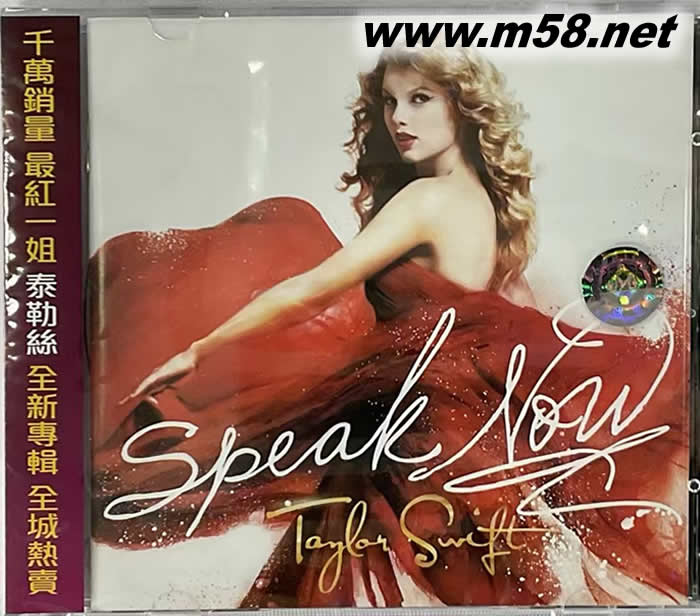 www.m58.net
千萬銷量 最紅一姐 泰勒絲 全新專輯 全城熱賣
Speak Now
Taylor Swift